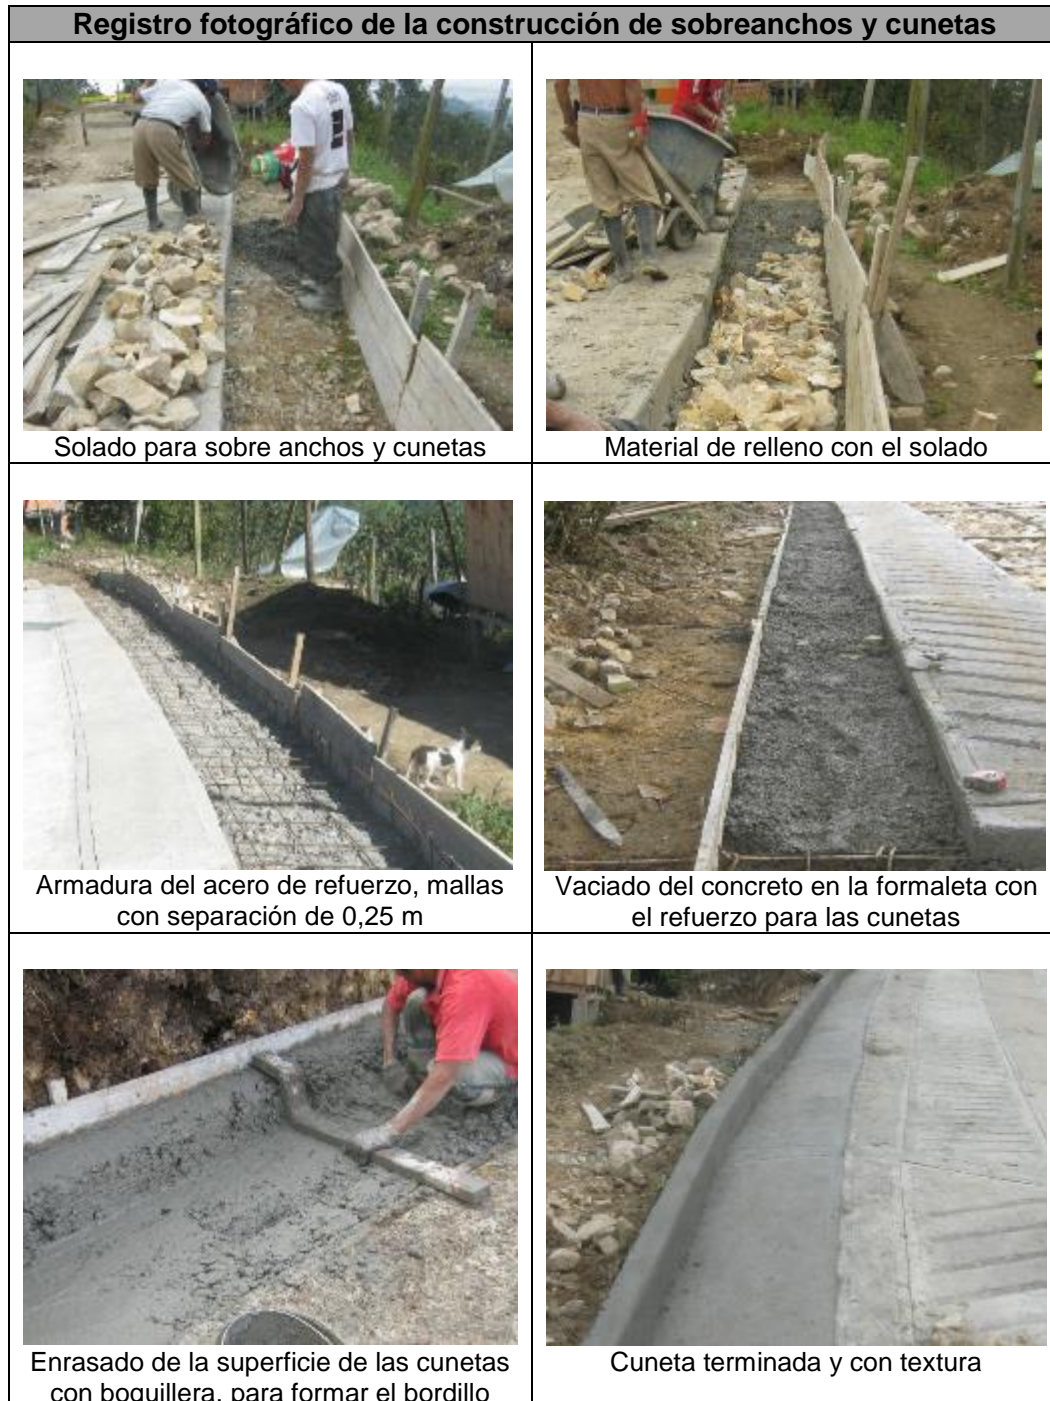 Registro fotográfico de la construcción de sobreanchos y cunetas
Solado para sobre anchos y cunetas
Material de relleno con el solado
Armadura del acero de refuerzo, mallas
con separación de 0,25 m
Vaciado del concreto en la formaleta con
el refuerzo para las cunetas
Enrasado de la superficie de las cunetas
con boquillera, para formar el bordillo
Cuneta terminada y con textura